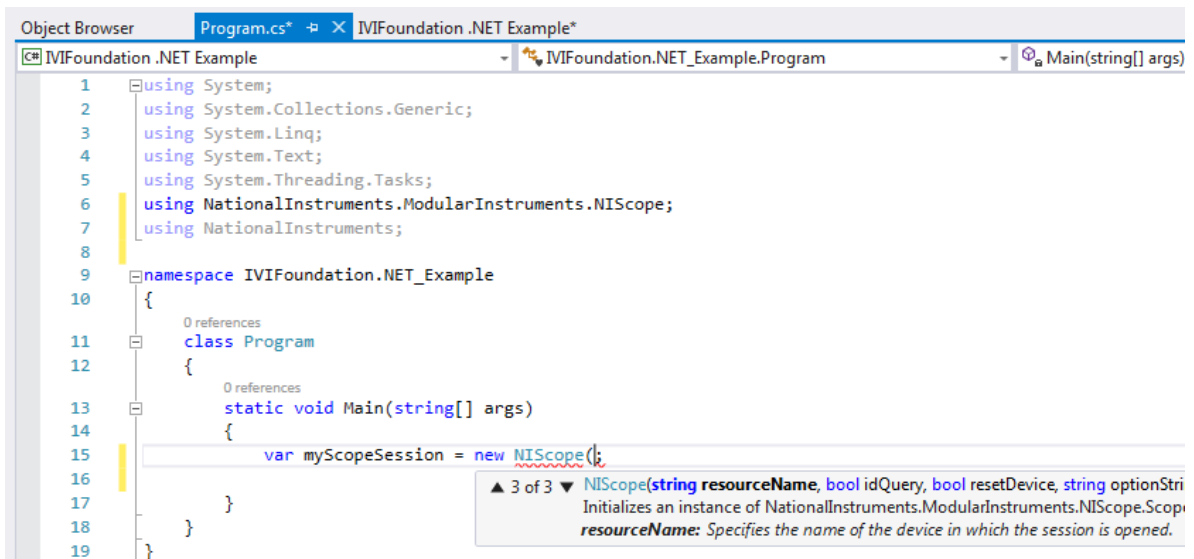 Object Browser Program.cs* IVIFoundation .NET Example*
C# IVIFoundation .NET Example IVIFoundation.NET_Example.Program Main(string[] args)
1 using System;
2 using System.Collections.Generic;
3 using System.Linq;
4 using System.Text;
5 using System.Threading.Tasks;
6 using NationalInstruments.ModularInstruments.NIScope;
7 using NationalInstruments;
8
9 namespace IVIFoundation.NET_Example
10 {
0 references
11 class Program
12 {
0 references
13 static void Main(string[] args)
14 {
15 var myScopeSession = new NIScope(;
16
▲ 3 of 3 ▼ NIScope(string resourceName, bool idQuery, bool resetDevice, string optionStri
17 }
Initializes an instance of NationalInstruments.ModularInstruments.NIScope.Scope
18 }
resourceName: Specifies the name of the device in which the session is opened.
19 }